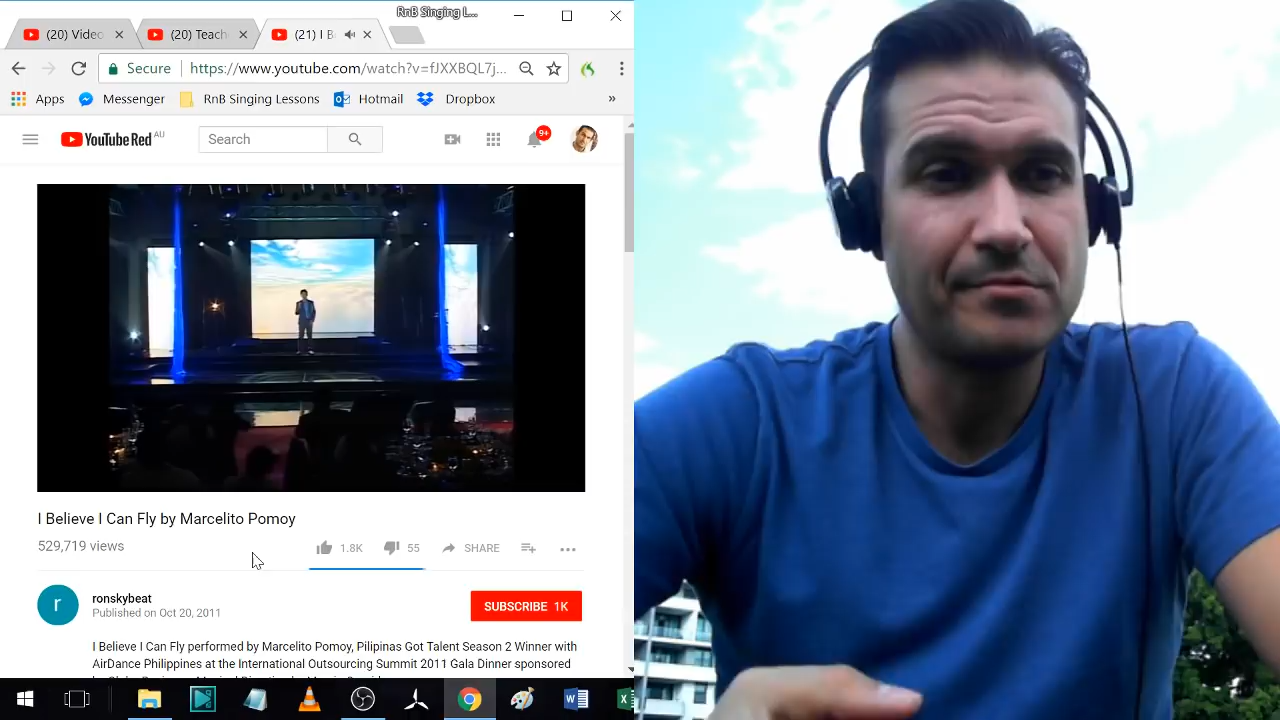 RnB Singing L...
(20) Video
(20) Teach
(21) I B
Secure
https://www.youtube.com/watch?v=fJXXBQL7j...
Apps
Messenger
RnB Singing Lessons
Hotmail
Dropbox
»
YouTube Red AU
Search
9+
I Believe I Can Fly by Marcelito Pomoy
529,719 views
1.8K
55
SHARE
r
ronskybeat
Published on Oct 20, 2011
SUBSCRIBE 1K
I Believe I Can Fly performed by Marcelito Pomoy, Pilipinas Got Talent Season 2 Winner with
AirDance Philippines at the International Outsourcing Summit 2011 Gala Dinner sponsored